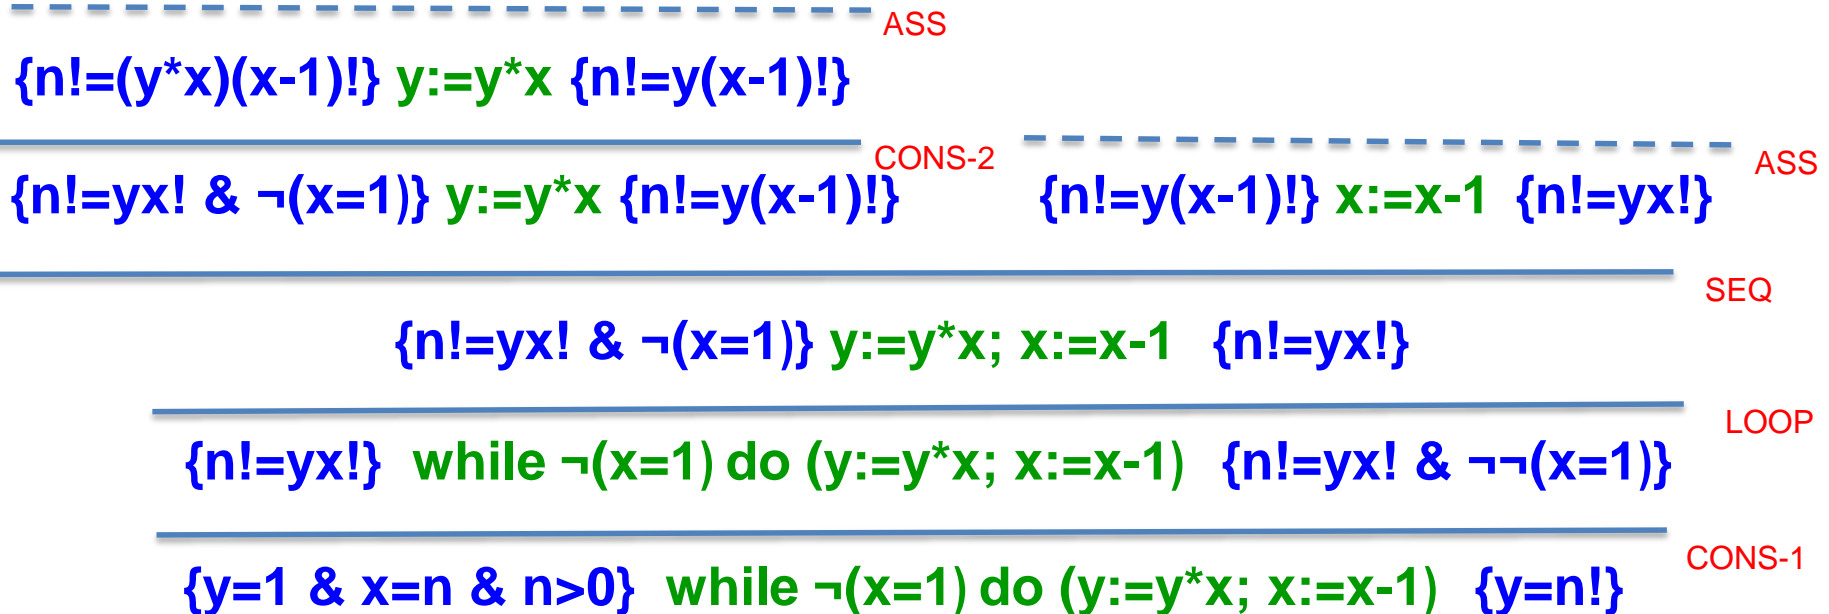 ASS
{n!=(y*x)(x-1)!} y:=y*x {n!=y(x-1)!}
CONS-2
ASS
{n!=yx! & ¬(x=1)} y:=y*x {n!=y(x-1)!} {n!=y(x-1)!} x:=x-1 {n!=yx!}
SEQ
{n!=yx! & ¬(x=1)} y:=y*x; x:=x-1 {n!=yx!}
LOOP
{n!=yx!} while ¬(x=1) do (y:=y*x; x:=x-1) {n!=yx! & ¬¬(x=1)}
CONS-1
{y=1 & x=n & n>0} while ¬(x=1) do (y:=y*x; x:=x-1) {y=n!}